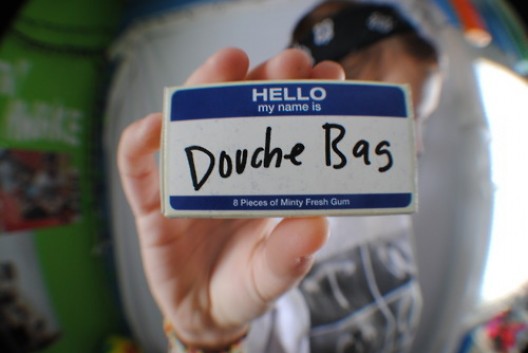 HELLO
my name is
Douche Bag
8 Pieces of Minty Fresh Gum